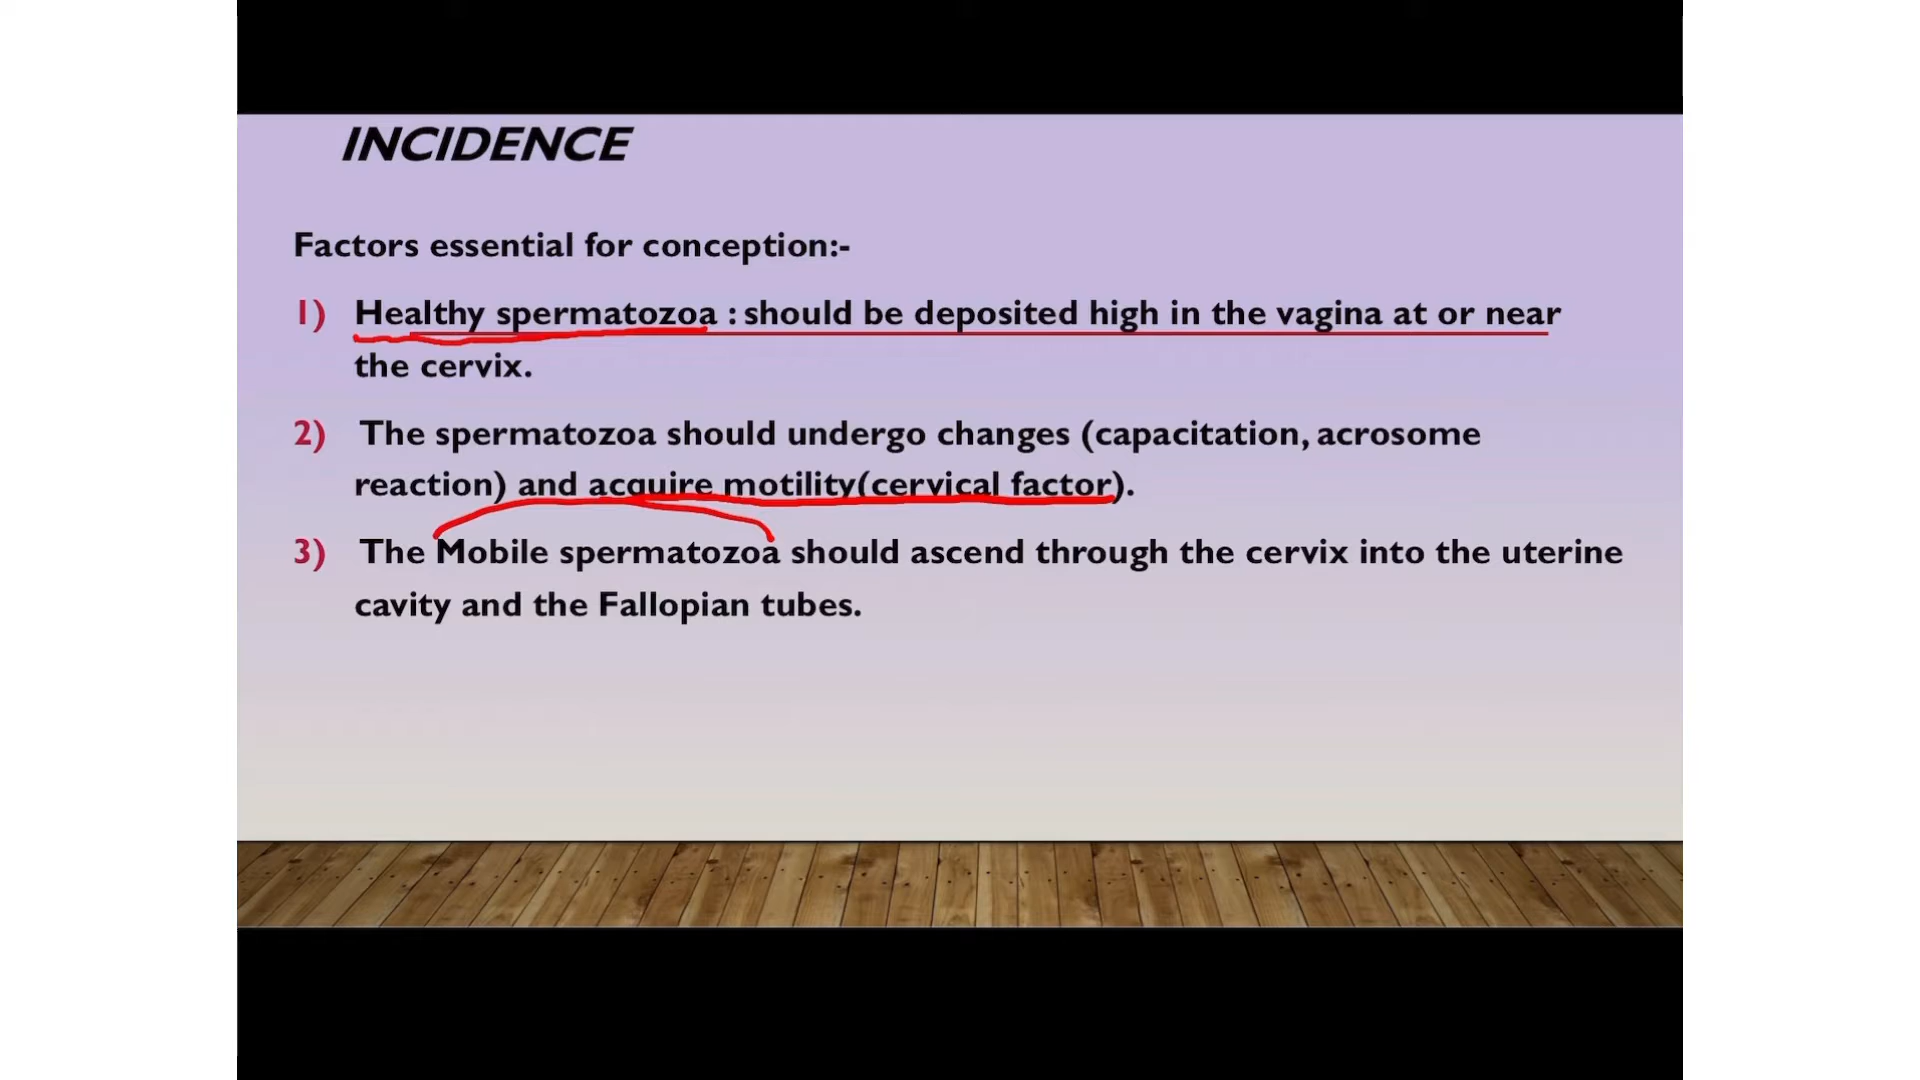 INCIDENCE
Factors essential for conception:-
1) Healthy spermatozoa : should be deposited high in the vagina at or near
the cervix.
2) The spermatozoa should undergo changes (capacitation, acrosome
reaction) and acquire motility(cervical factor).
3) The Mobile spermatozoa should ascend through the cervix into the uterine
cavity and the Fallopian tubes.